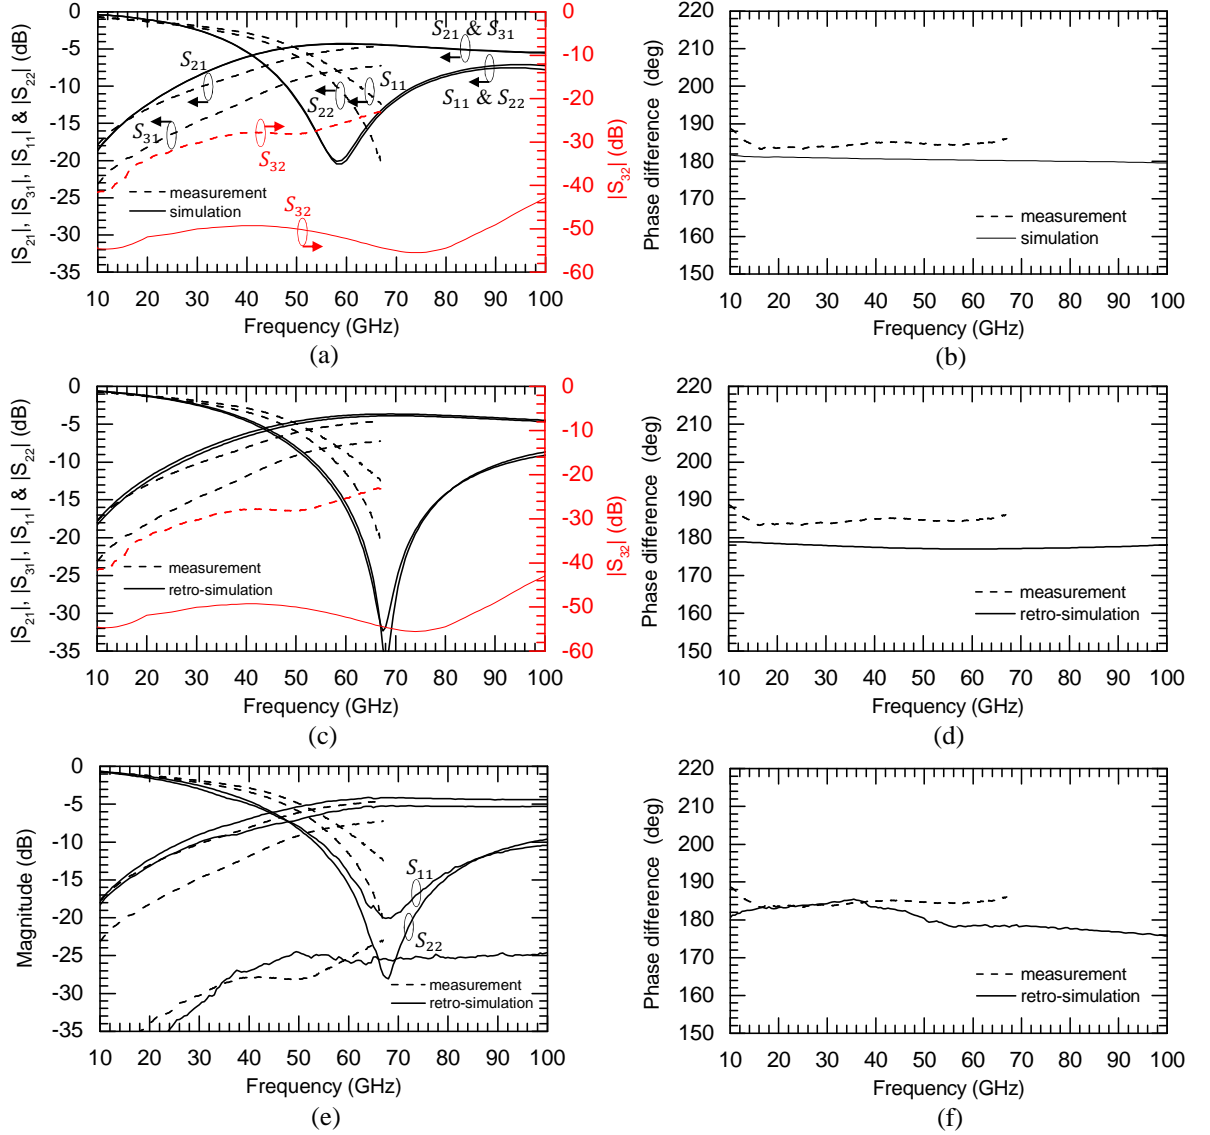 |S21|, |S31|, |S11| & |S22| (dB)
0
-5
-10
-15
-20
-25
-30
-35
S21 & S31
S21
S11
S22
S11 & S22
S31
S32
measurement
simulation
S32
0
-10
-20
-30
-40
-50
-60
|S32| (dB)
10 20 30 40 50 60 70 80 90 100
Frequency (GHz)
(a)
Phase difference (deg)
220
210
200
190
180
170
160
150
measurement
simulation
10 20 30 40 50 60 70 80 90 100
Frequency (GHz)
(b)
|S21|, |S31|, |S11| & |S22| (dB)
0
-5
-10
-15
-20
-25
-30
-35
measurement
retro-simulation
0
-10
-20
-30
-40
-50
-60
|S32| (dB)
10 20 30 40 50 60 70 80 90 100
Frequency (GHz)
(c)
Phase difference (deg)
220
210
200
190
180
170
160
150
measurement
retro-simulation
10 20 30 40 50 60 70 80 90 100
Frequency (GHz)
(d)
Magnitude (dB)
0
-5
-10
-15
-20
-25
-30
-35
S11
S22
measurement
retro-simulation
10 20 30 40 50 60 70 80 90 100
Frequency (GHz)
(e)
Phase difference (deg)
220
210
200
190
180
170
160
150
measurement
retro-simulation
10 20 30 40 50 60 70 80 90 100
Frequency (GHz)
(f)